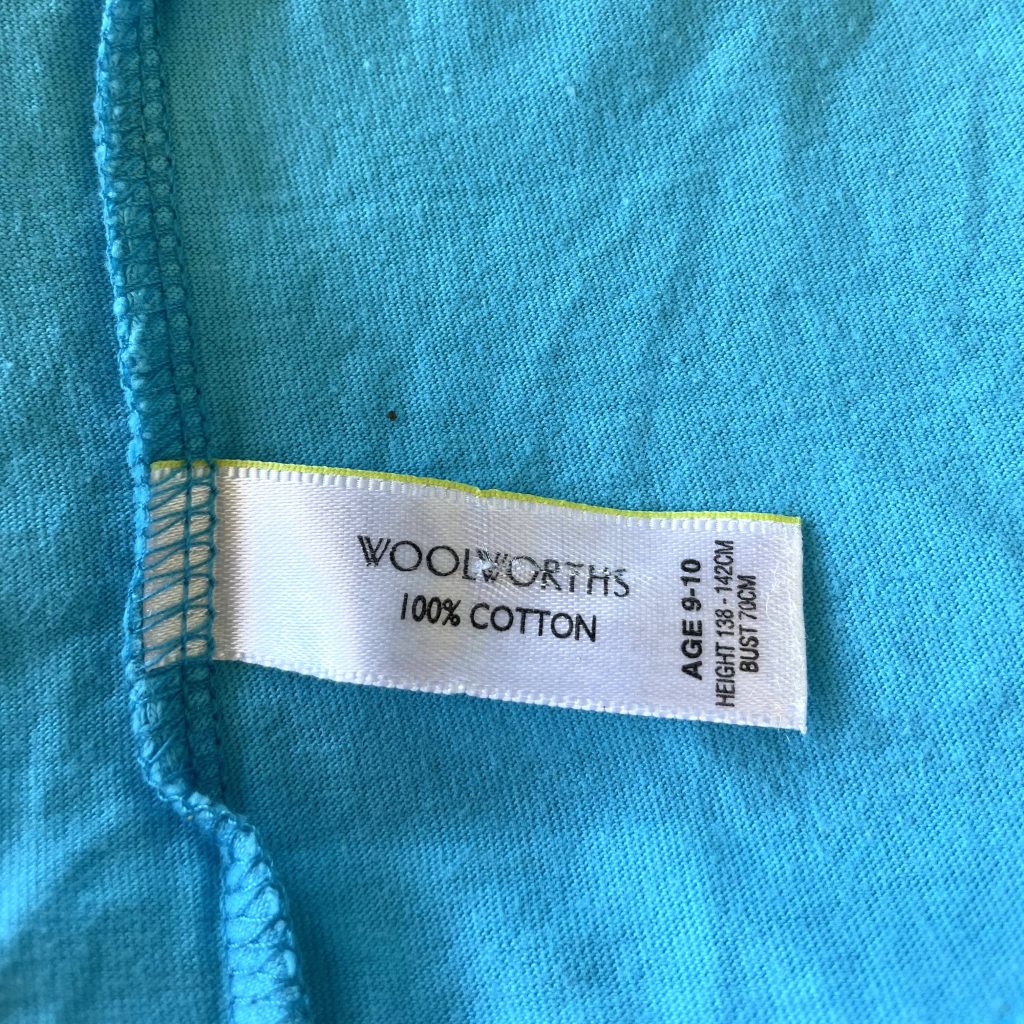 WOOLWORTHS
100% COTTON
AGE 9-10
HEIGHT 138 - 142CM
BUST 70CM